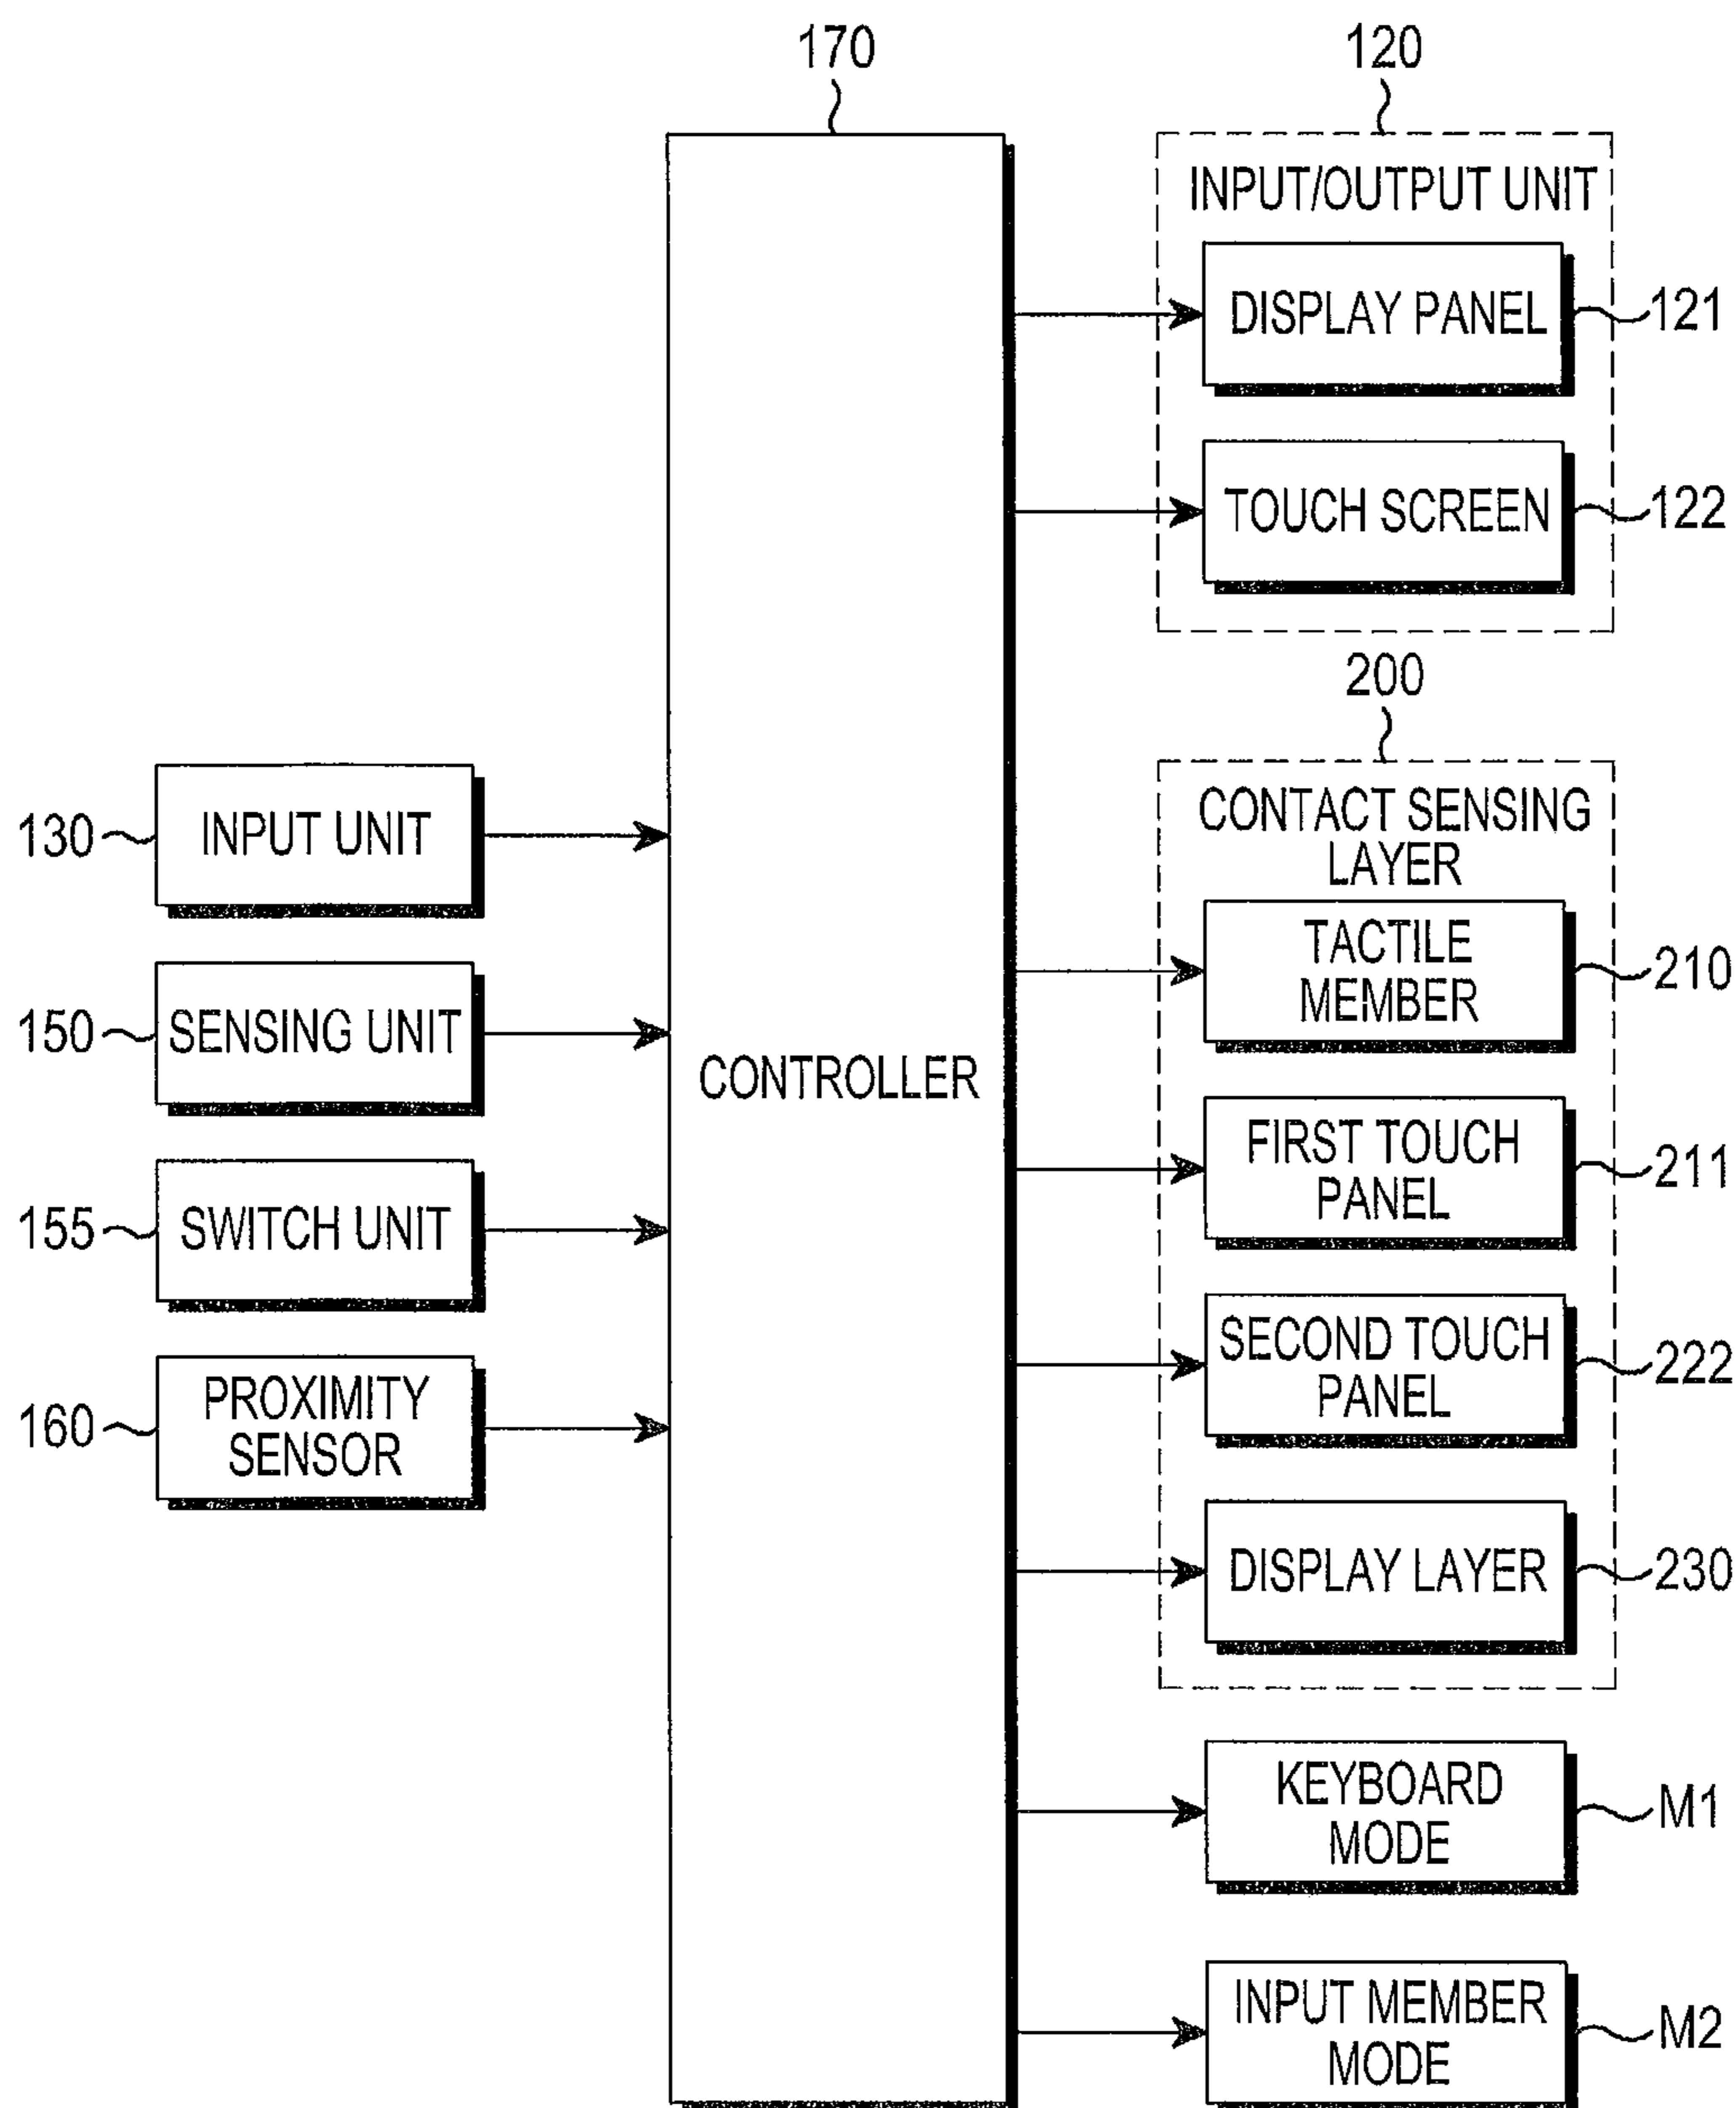 170
120
INPUT/OUTPUT UNIT
DISPLAY PANEL
121
TOUCH SCREEN
122
200
CONTACT SENSING
LAYER
130
INPUT UNIT
TACTILE
MEMBER
210
150
SENSING UNIT
CONTROLLER
FIRST TOUCH
PANEL
211
155
SWITCH UNIT
SECOND TOUCH
PANEL
222
160
PROXIMITY
SENSOR
DISPLAY LAYER
230
KEYBOARD
MODE
M1
INPUT MEMBER
MODE
M2